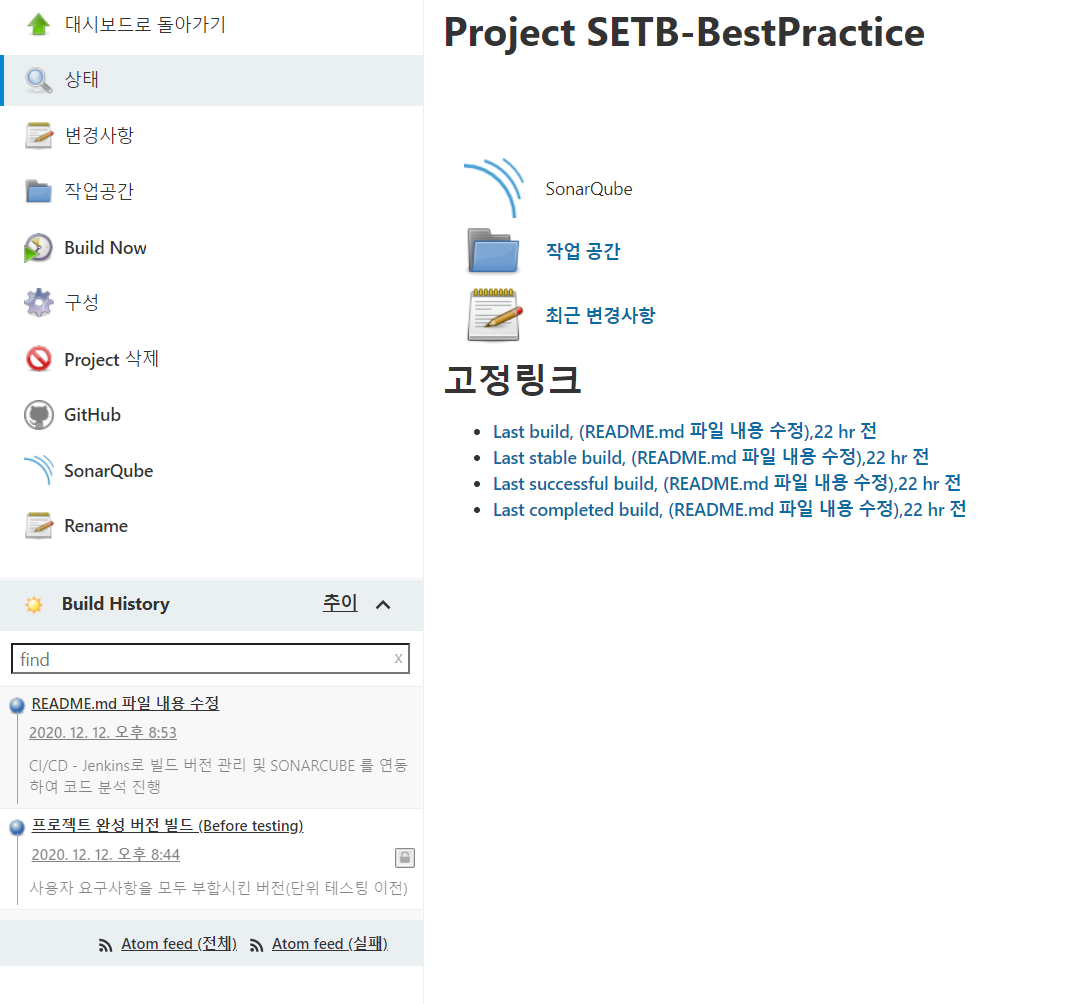 대시보드로 돌아가기
상태
변경사항
작업공간
Build Now
구성
Project 삭제
GitHub
SonarQube
Rename
Build History 추이
find x
README.md 파일 내용 수정
2020. 12. 12. 오후 8:53
CI/CD - Jenkins로 빌드 버전 관리 및 SONARCUBE 를 연동
하여 코드 분석 진행
프로젝트 완성 버전 빌드 (Before testing)
2020. 12. 12. 오후 8:44
사용자 요구사항을 모두 부합시킨 버전(단위 테스팅 이전)
Atom feed (전체) Atom feed (실패)
Project SETB-BestPractice
SonarQube
작업 공간
최근 변경사항
고정링크
Last build, (README.md 파일 내용 수정),22 hr 전
Last stable build, (README.md 파일 내용 수정),22 hr 전
Last successful build, (README.md 파일 내용 수정),22 hr 전
Last completed build, (README.md 파일 내용 수정),22 hr 전